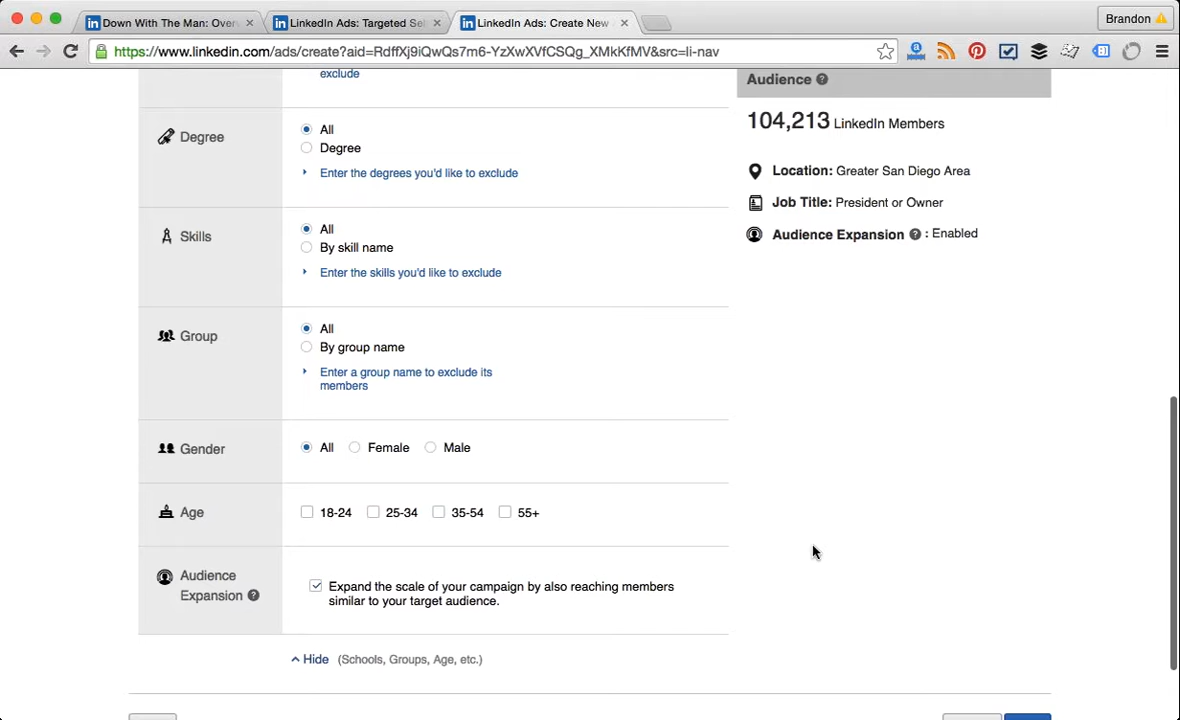 Down With The Man: Over
LinkedIn Ads: Targeted Sel
LinkedIn Ads: Create New
Brandon
https://www.linkedin.com/ads/create?aid=RdffXj9iQwQs7m6-YzXwXVfCSQg_XMkKfMV&src=li-nav
exclude
Degree
All
Degree
Enter the degrees you'd like to exclude
Skills
All
By skill name
Enter the skills you'd like to exclude
Group
All
By group name
Enter a group name to exclude its
members
Gender
All Female Male
Age
18-24 25-34 35-54 55+
Audience
Expansion
Expand the scale of your campaign by also reaching members
similar to your target audience.
Hide (Schools, Groups, Age, etc.)
Audience
104,213 LinkedIn Members
Location: Greater San Diego Area
Job Title: President or Owner
Audience Expansion : Enabled